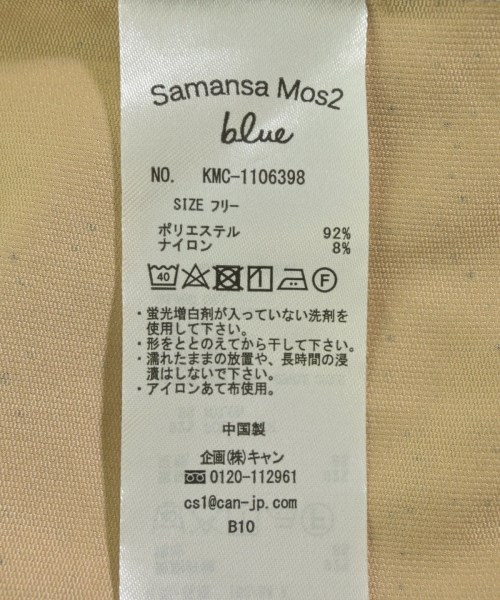 Samansa Mos2
blue
NO. KMC-1106398
SIZE フリー
ポリエステル 92%
ナイロン 8%
40 F
・蛍光増白剤が入っていない洗剤を
使用して下さい。
・形をととのえてから干して下さい。
・濡れたままの放置や、長時間の浸
漬はしないで下さい。
・アイロンあて布使用。
中国製
企画(株)キャン
0120-112961
cs1@can-jp.com
B10